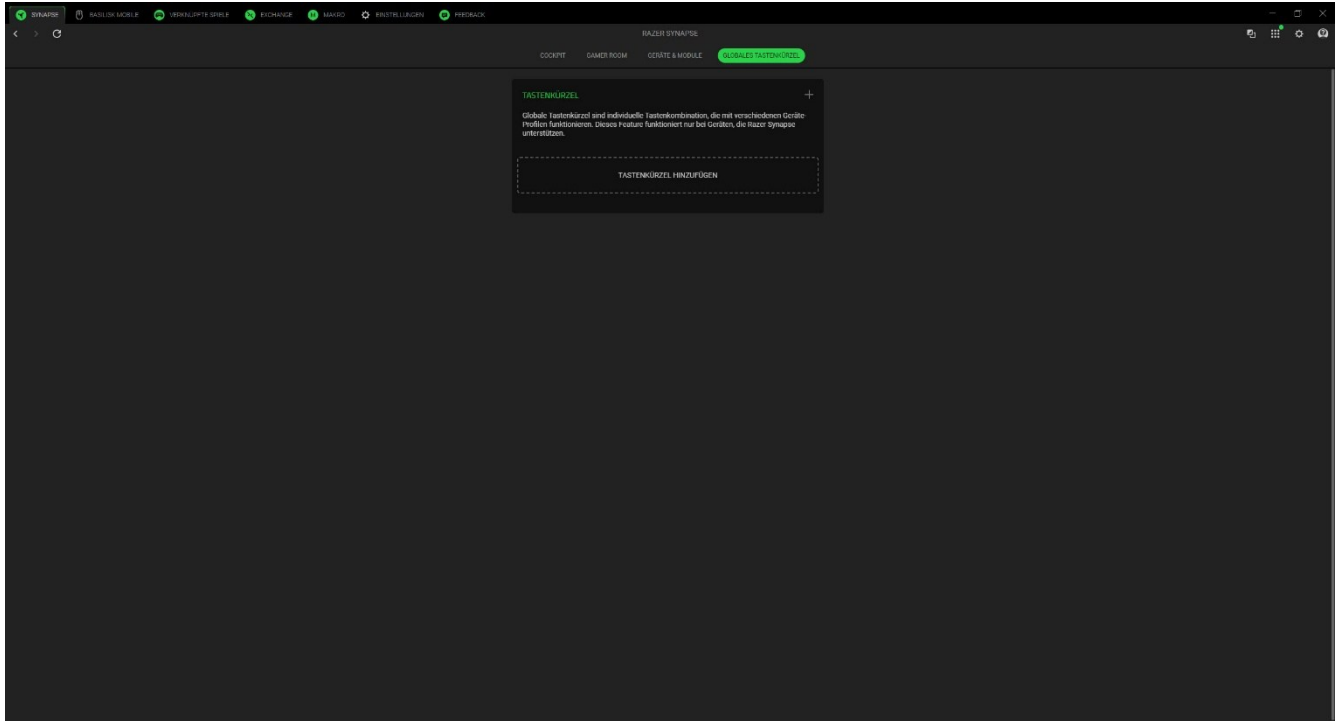 SYNAPSE BASILISK MOBILE VERKNÜPFTE SPIELE EXCHANGE MAKRO EINSTELLUNGEN FEEDBACK
RAZER SYNAPSE
COCKPIT GAMER ROOM GERÄTE & MODULE GLOBALES TASTENKÜRZEL
TASTENKÜRZEL
Globale Tastenkürzel sind individuelle Tastenkombination, die mit verschiedenen Geräte-
Profilen funktionieren. Dieses Feature funktioniert nur bei Geräten, die Razer Synapse
unterstützen.
TASTENKÜRZEL HINZUFÜGEN